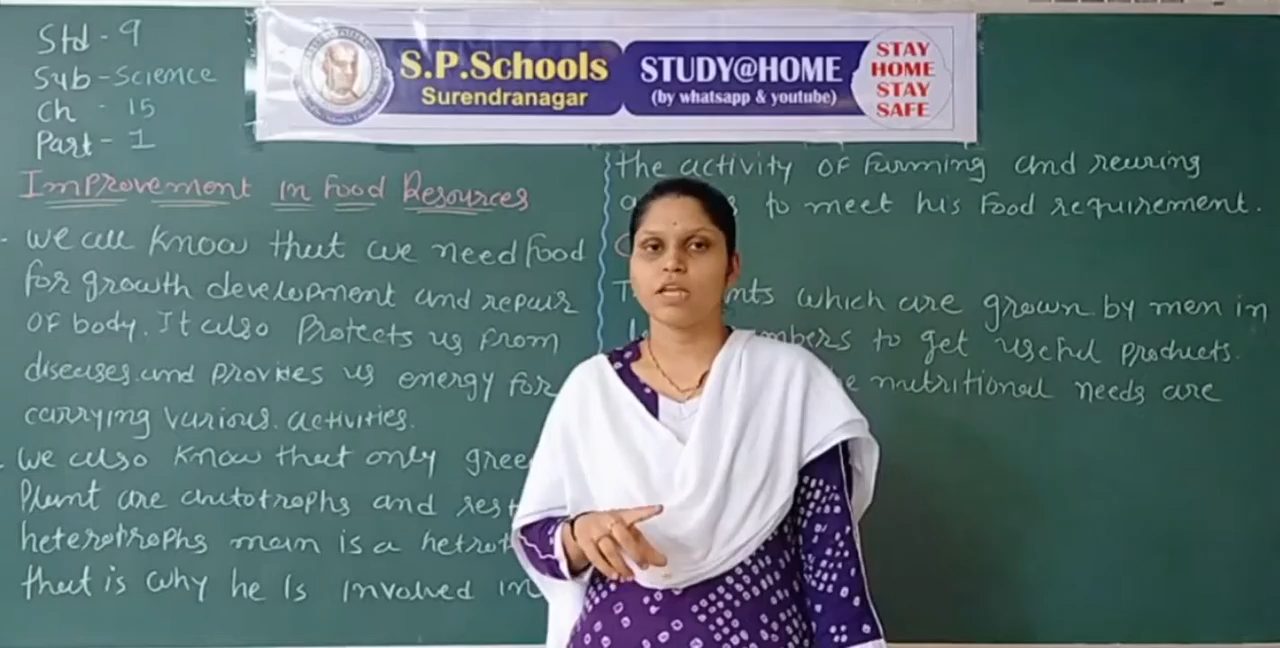 Std - 9
Sub - Science
Ch - 15
Part - 1
S.P.Schools
Surendranagar
STUDY@HOME
(by whatsapp & youtube)
STAY
HOME
STAY
SAFE
Improvement in Food Resources
- we all know that we need food
for growth development and repair
of body. It also Protects us from
diseases. and provides us energy for
carrying various. activities.
- we also know that only
Plant are autotrophs and
heterotrophs man is a
that is why he Is involved in
the activity of Farming and rearing
to meet his Food requirement.
which are grown by men in
to get useful products.
nutritional needs are